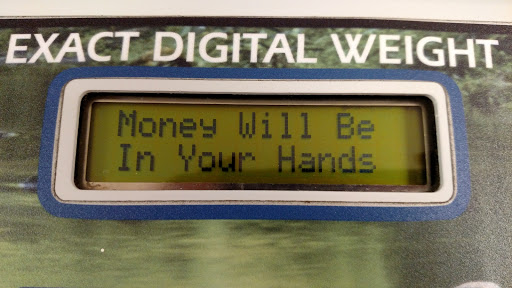 EXACT DIGITAL WEIGHT
Money Will Be
In Your Hands